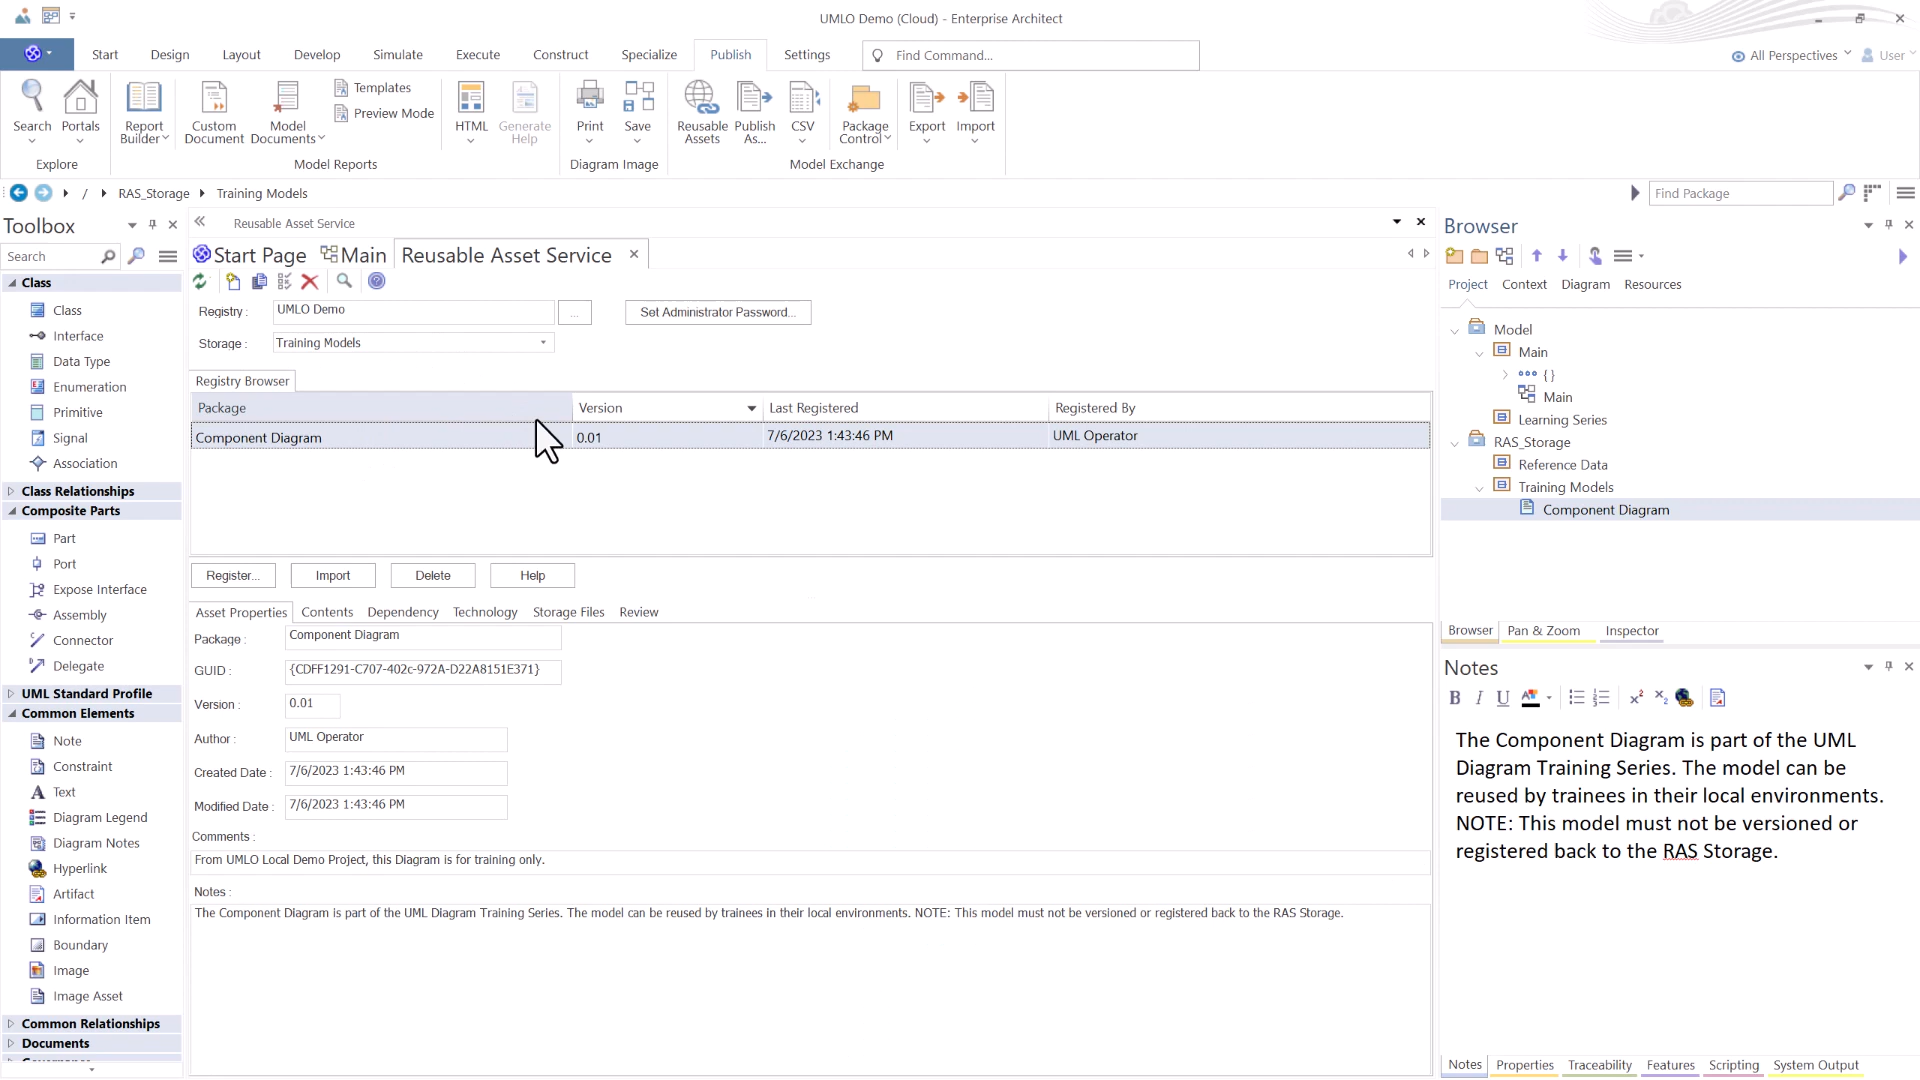 UMLO Demo (Cloud) - Enterprise Architect
Start Design Layout Develop Simulate Execute Construct Specialize Publish Settings Find Command... All Perspectives User
Search Portals Report Builder Custom Document Model Documents Templates Preview Mode HTML Generate Help Print Save Reusable Assets Publish As... CSV Package Control Export Import
Explore Model Reports Diagram Image Model Exchange
/ RAS_Storage Training Models Find Package
Toolbox
Search
Class
Class
Interface
Data Type
Enumeration
Primitive
Signal
Association
Class Relationships
Composite Parts
Part
Port
Expose Interface
Assembly
Connector
Delegate
UML Standard Profile
Common Elements
Note
Constraint
Text
Diagram Legend
Diagram Notes
Hyperlink
Artifact
Information Item
Boundary
Image
Image Asset
Common Relationships
Documents
Reusable Asset Service
Start Page Main Reusable Asset Service
Registry : UMLO Demo ... Set Administrator Password...
Storage : Training Models
Registry Browser
Package Version Last Registered Registered By
Component Diagram 0.01 7/6/2023 1:43:46 PM UML Operator
Register... Import Delete Help
Asset Properties Contents Dependency Technology Storage Files Review
Package : Component Diagram
GUID : {CDFF1291-C707-402c-972A-D22A8151E371}
Version : 0.01
Author : UML Operator
Created Date : 7/6/2023 1:43:46 PM
Modified Date : 7/6/2023 1:43:46 PM
Comments :
From UMLO Local Demo Project, this Diagram is for training only.
Notes :
The Component Diagram is part of the UML Diagram Training Series. The model can be reused by trainees in their local environments. NOTE: This model must not be versioned or registered back to the RAS Storage.
Browser
Project Context Diagram Resources
Model
Main
{ }
Main
Learning Series
RAS_Storage
Reference Data
Training Models
Component Diagram
Browser Pan & Zoom Inspector
Notes
The Component Diagram is part of the UML
Diagram Training Series. The model can be
reused by trainees in their local environments.
NOTE: This model must not be versioned or
registered back to the RAS Storage.
Notes Properties Traceability Features Scripting System Output